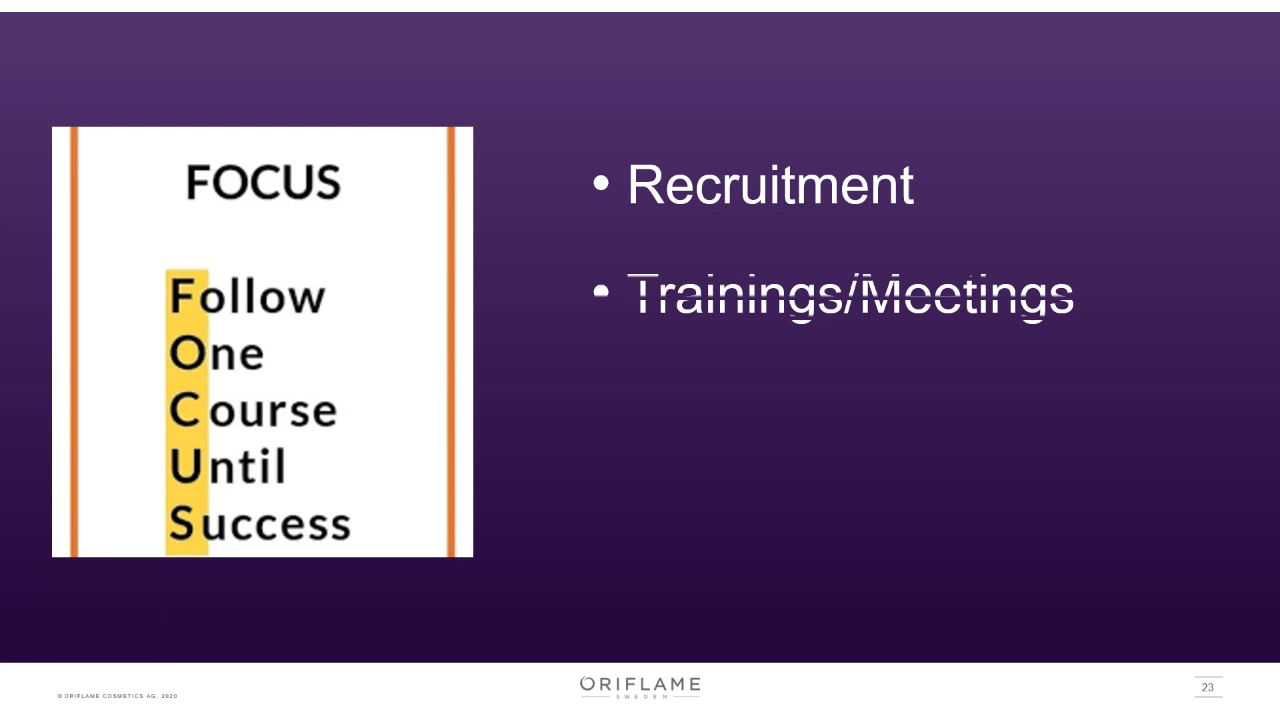 FOCUS
Follow
One
Course
Until
Success
• Recruitment
• Trainings/Meetings
© ORIFLAME COSMETICS AG, 2020
ORIFLAME
SWEDEN
23